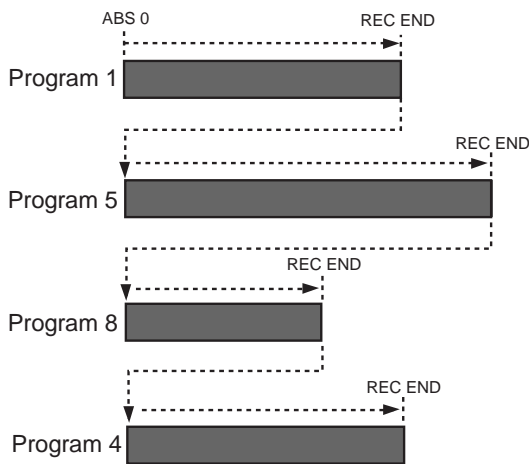 ABS 0
REC END
Program 1
REC END
Program 5
REC END
Program 8
REC END
Program 4